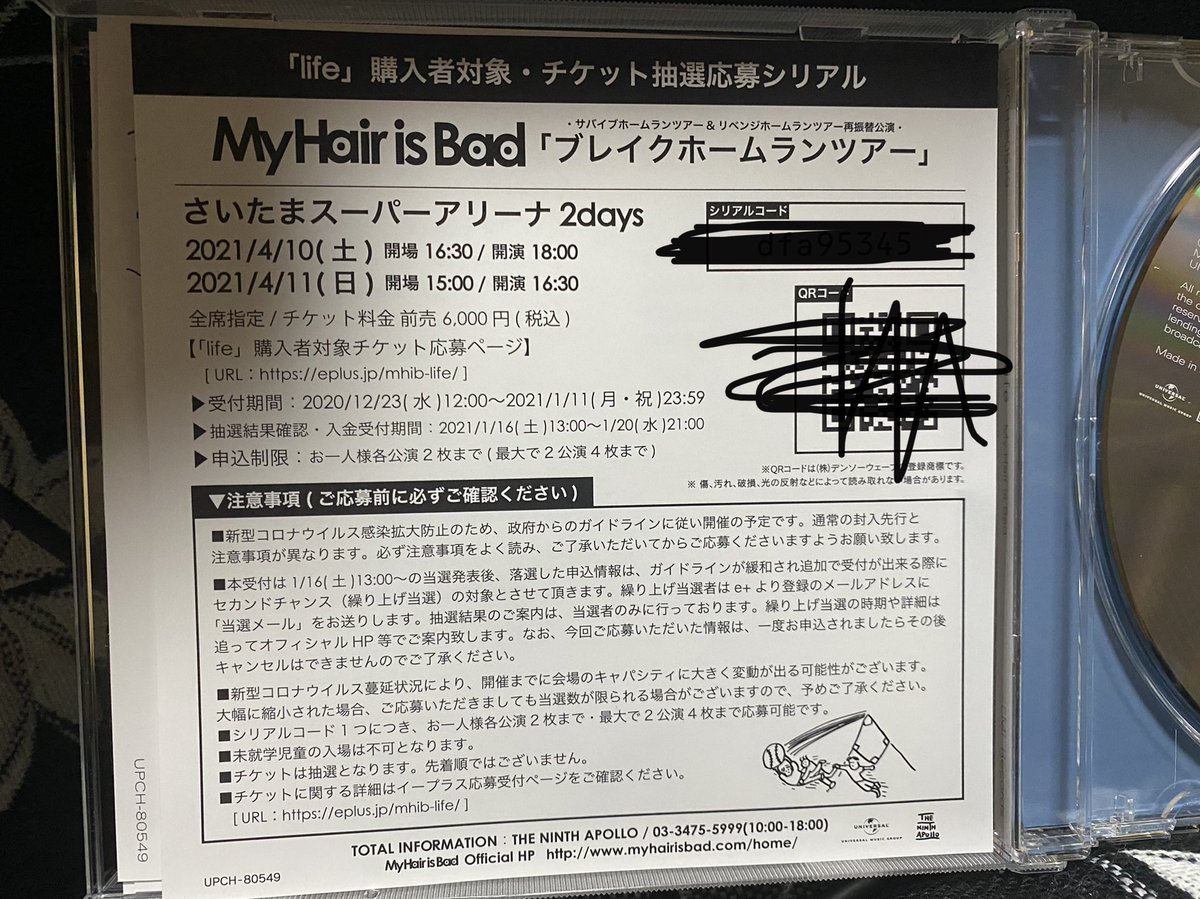 「life」購入者対象・チケット抽選応募シリアル
・サバイブホームランツアー & リベンジホームランツアー再振替公演・
My Hair is Bad「ブレイクホームランツアー」
さいたまスーパーアリーナ 2days
2021/4/10(土) 開場 16:30 / 開演 18:00
2021/4/11(日) 開場 15:00 / 開演 16:30
全席指定 / チケット料金 前売 6,000円(税込)
【「life」購入者対象チケット応募ページ】
[ URL:https://eplus.jp/mhib-life/ ]
▶受付期間:2020/12/23(水)12:00〜2021/1/11(月・祝)23:59
▶抽選結果確認・入金受付期間:2021/1/16(土)13:00〜1/20(水)21:00
▶申込制限:お一人様各公演2枚まで(最大で2公演4枚まで)
シリアルコード
QRコード
※QRコードは(株)デンソーウェーブ 登録商標です。
※ 傷、汚れ、破損、光の反射などによって読み取れな 場合があります。
▼注意事項(ご応募前に必ずご確認ください)
■新型コロナウイルス感染拡大防止のため、政府からのガイドラインに従い開催の予定です。通常の封入先行と
注意事項が異なります。必ず注意事項をよく読み、ご了承いただいてからご応募くださいますようお願い致します。
■本受付は 1/16(土)13:00〜の当選発表後、落選した申込情報は、ガイドラインが緩和され追加で受付が出来る際に
セカンドチャンス(繰り上げ当選)の対象とさせて頂きます。繰り上げ当選者は e+ より登録のメールアドレスに
「当選メール」をお送りします。抽選結果のご案内は、当選者のみに行っております。繰り上げ当選の時期や詳細は
追ってオフィシャル HP 等でご案内致します。なお、今回ご応募いただいた情報は、一度お申込されましたらその後
キャンセルはできませんのでご了承ください。
■新型コロナウイルス蔓延状況により、開催までに会場のキャパシティに大きく変動が出る可能性がございます。
大幅に縮小された場合、ご応募いただきましても当選数が限られる場合がございますので、予めご了承ください。
■シリアルコード1つにつき、お一人様各公演2枚まで・最大で2公演4枚まで応募可能です。
■未就学児童の入場は不可となります。
■チケットは抽選となります。先着順ではございません。
■チケットに関する詳細はイープラス応募受付ページをご確認ください。
[ URL:https://eplus.jp/mhib-life/ ]
TOTAL INFORMATION:THE NINTH APOLLO / 03-3475-5999(10:00-18:00)
My Hair is Bad Official HP http://www.myhairisbad.com/home/
UNIVERSAL
UNIVERSAL MUSIC GROUP
THE NINTH APOLLO
UPCH-80549
UPCH-80549
All r
the c
reserve
lending
broadca
Made in
UNIVERSAL
UNIVERSAL MUSIC GROUP